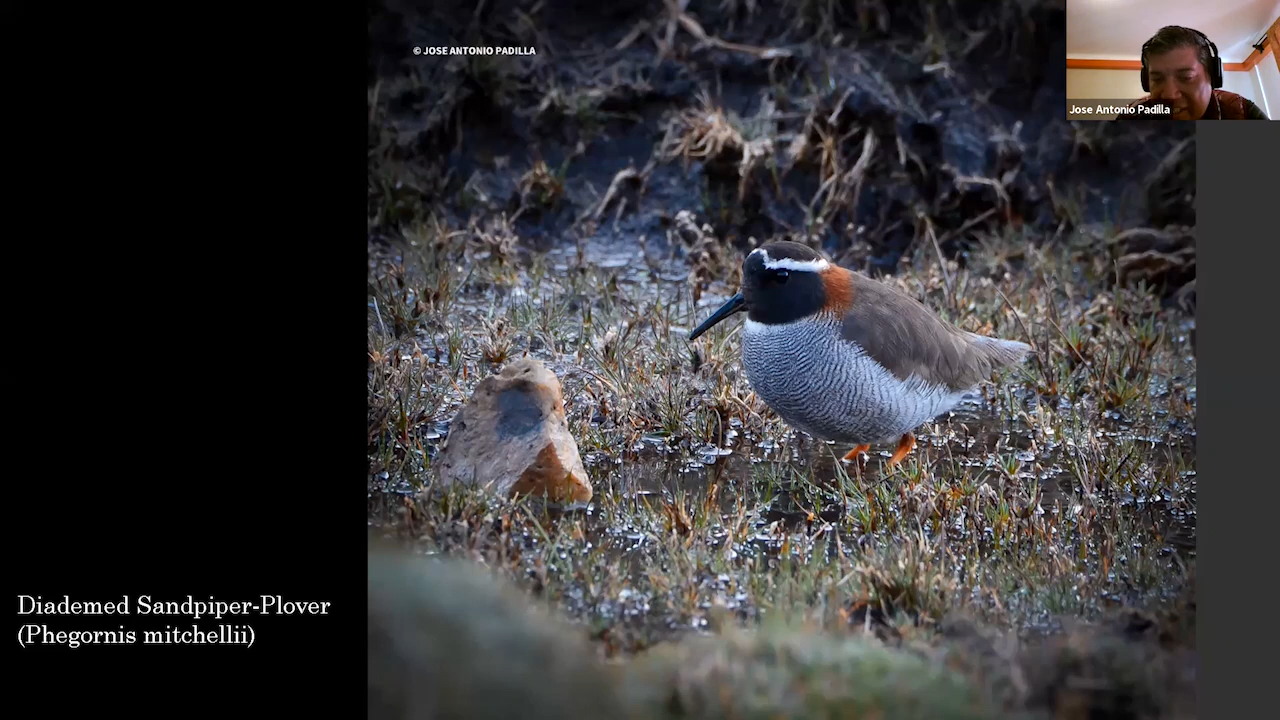 © JOSE ANTONIO PADILLA
Jose Antonio Padilla
Diademed Sandpiper-Plover
(Phegornis mitchellii)